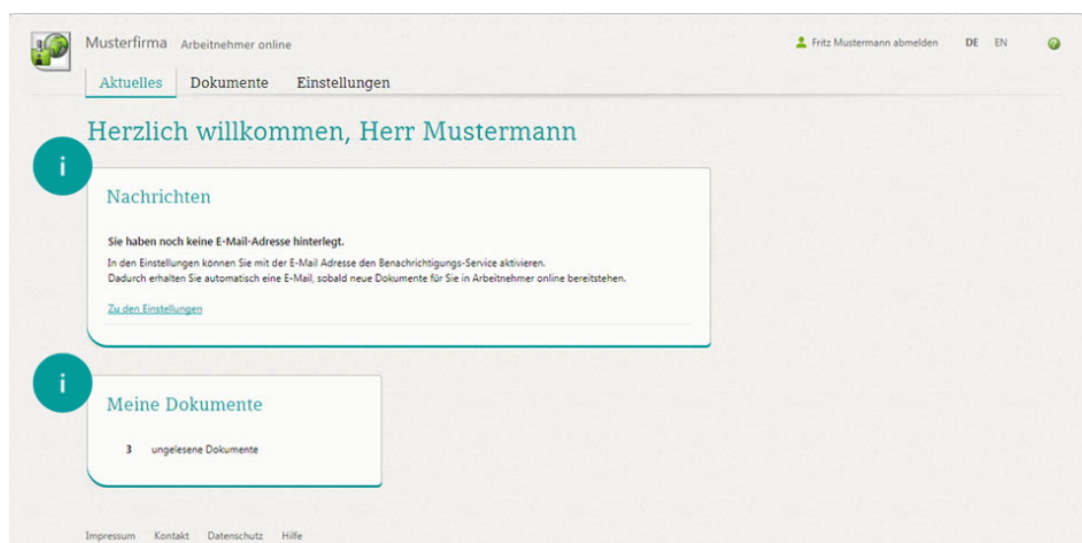 Musterfirma Arbeitnehmer online
Fritz Mustermann abmelden DE EN ?
Aktuelles Dokumente Einstellungen
Herzlich willkommen, Herr Mustermann
i
Nachrichten
Sie haben noch keine E-Mail-Adresse hinterlegt.
In den Einstellungen können Sie mit der E-Mail Adresse den Benachrichtigungs-Service aktivieren.
Dadurch erhalten Sie automatisch eine E-Mail, sobald neue Dokumente für Sie in Arbeitnehmer online bereitstehen.
Zu den Einstellungen
i
Meine Dokumente
3 ungelesene Dokumente
Impressum Kontakt Datenschutz Hilfe